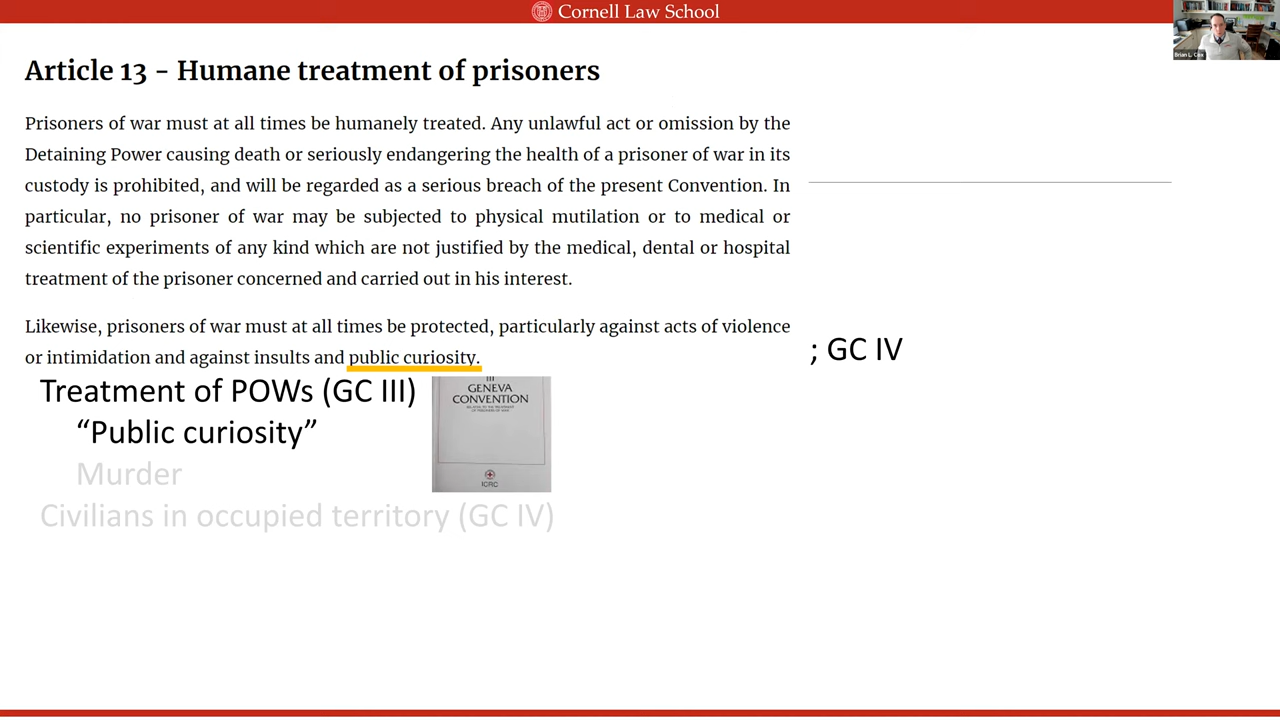 Cornell Law School
Brian L. Cox
Article 13 - Humane treatment of prisoners
Prisoners of war must at all times be humanely treated. Any unlawful act or omission by the
Detaining Power causing death or seriously endangering the health of a prisoner of war in its
custody is prohibited, and will be regarded as a serious breach of the present Convention. In
particular, no prisoner of war may be subjected to physical mutilation or to medical or
scientific experiments of any kind which are not justified by the medical, dental or hospital
treatment of the prisoner concerned and carried out in his interest.
Likewise, prisoners of war must at all times be protected, particularly against acts of violence
or intimidation and against insults and public curiosity.
; GC IV
Treatment of POWs (GC III)
“Public curiosity”
Murder
Civilians in occupied territory (GC IV)
III
GENEVA
CONVENTION
RELATIVE TO THE TREATMENT
OF PRISONERS OF WAR
ICRC